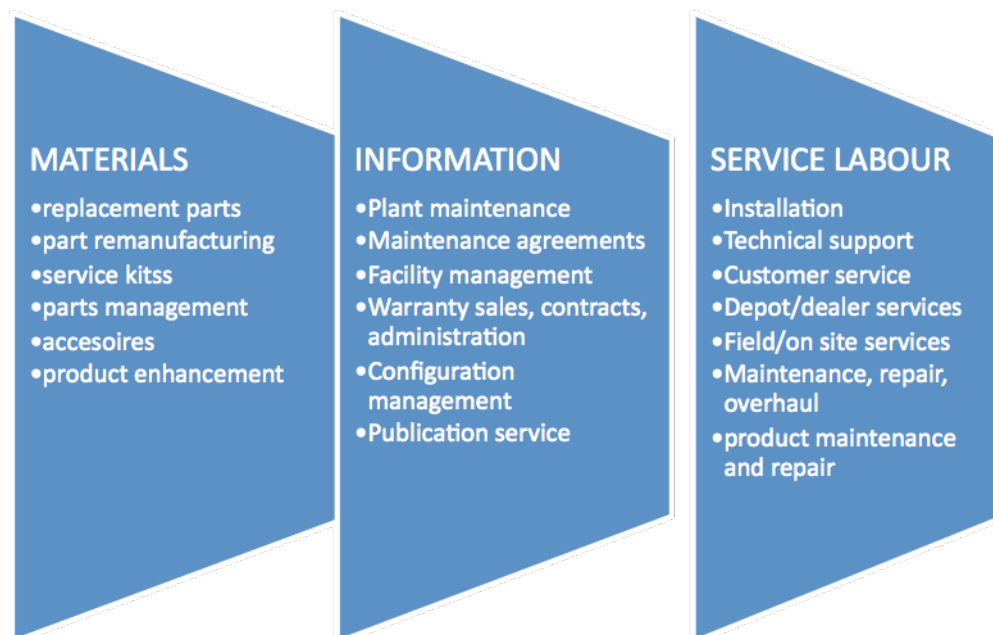 MATERIALS
•replacement parts
•part remanufacturing
•service kitss
•parts management
•accesoires
•product enhancement
INFORMATION
•Plant maintenance
•Maintenance agreements
•Facility management
•Warranty sales, contracts,
administration
•Configuration
management
•Publication service
SERVICE LABOUR
•Installation
•Technical support
•Customer service
•Depot/dealer services
•Field/on site services
•Maintenance, repair,
overhaul
•product maintenance
and repair